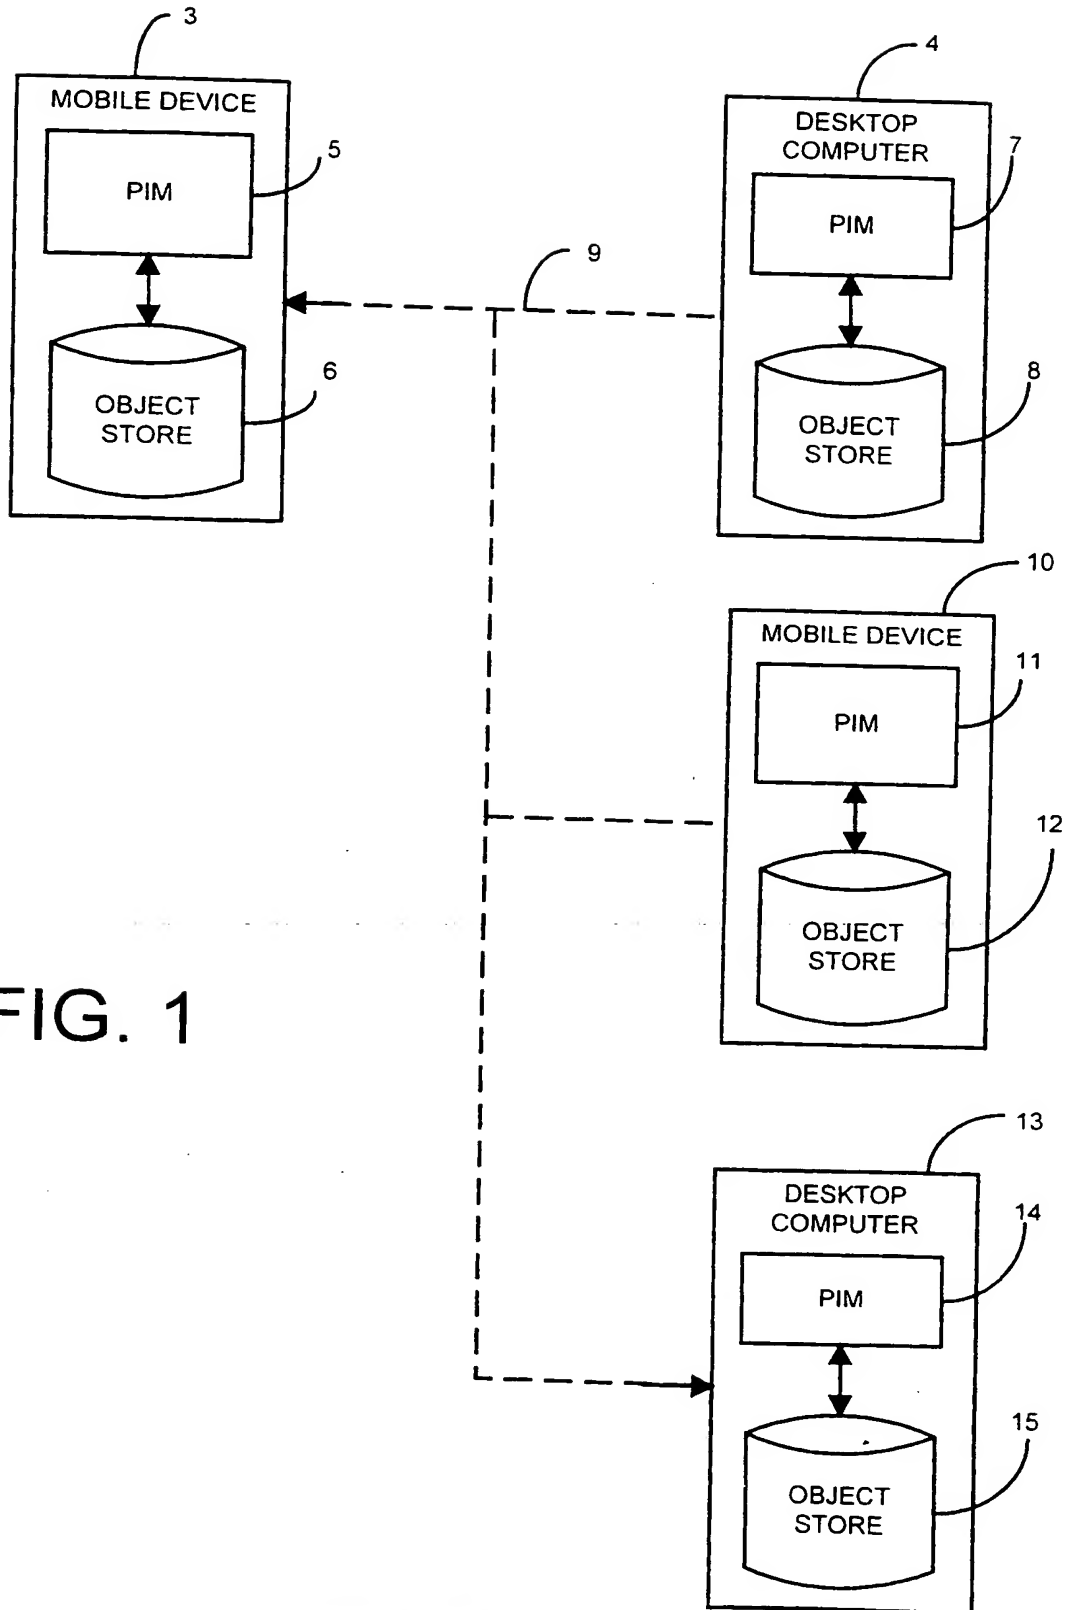 3
MOBILE DEVICE
5
PIM
6
OBJECT
STORE
4
DESKTOP
COMPUTER
7
PIM
9
8
OBJECT
STORE
10
MOBILE DEVICE
11
PIM
12
OBJECT
STORE
FIG. 1
13
DESKTOP
COMPUTER
14
PIM
15
OBJECT
STORE